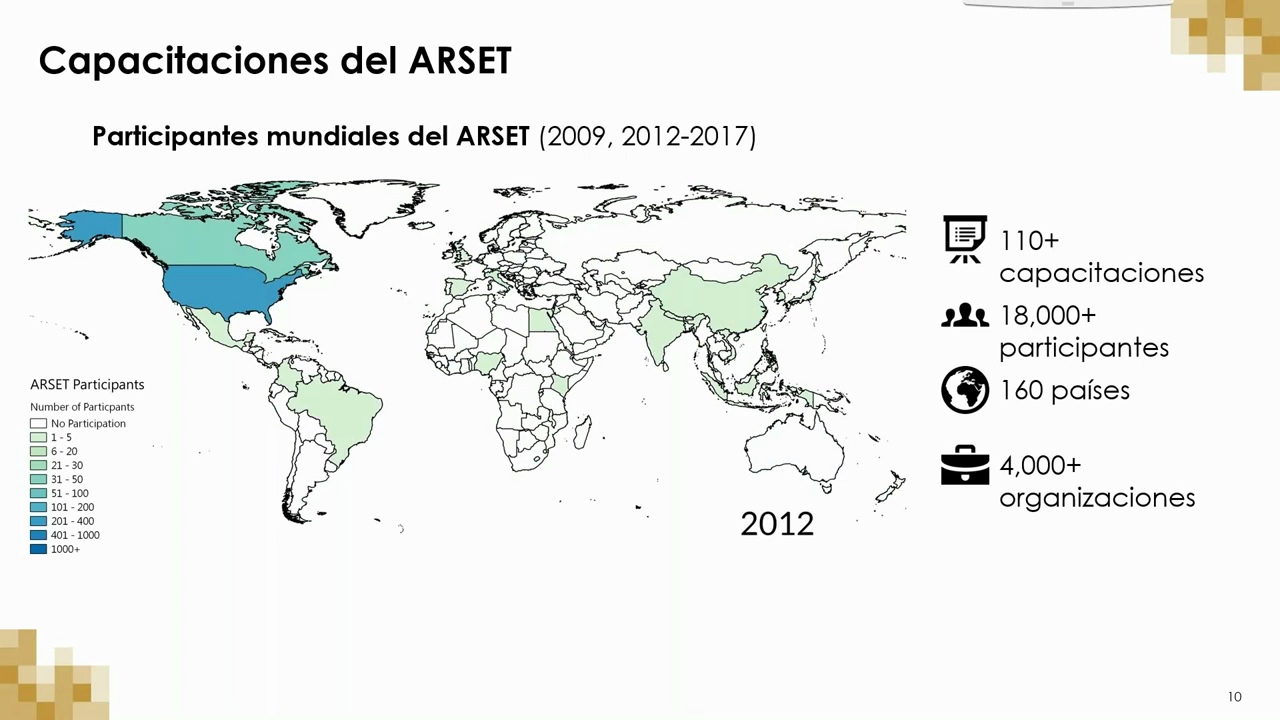 Capacitaciones del ARSET
Participantes mundiales del ARSET (2009, 2012-2017)
110+
capacitaciones
18,000+
participantes
160 países
4,000+
organizaciones
ARSET Participants
Number of Particpants
No Participation
1 - 5
6 - 20
21 - 30
31 - 50
51 - 100
101 - 200
201 - 400
401 - 1000
1000+
2012
10